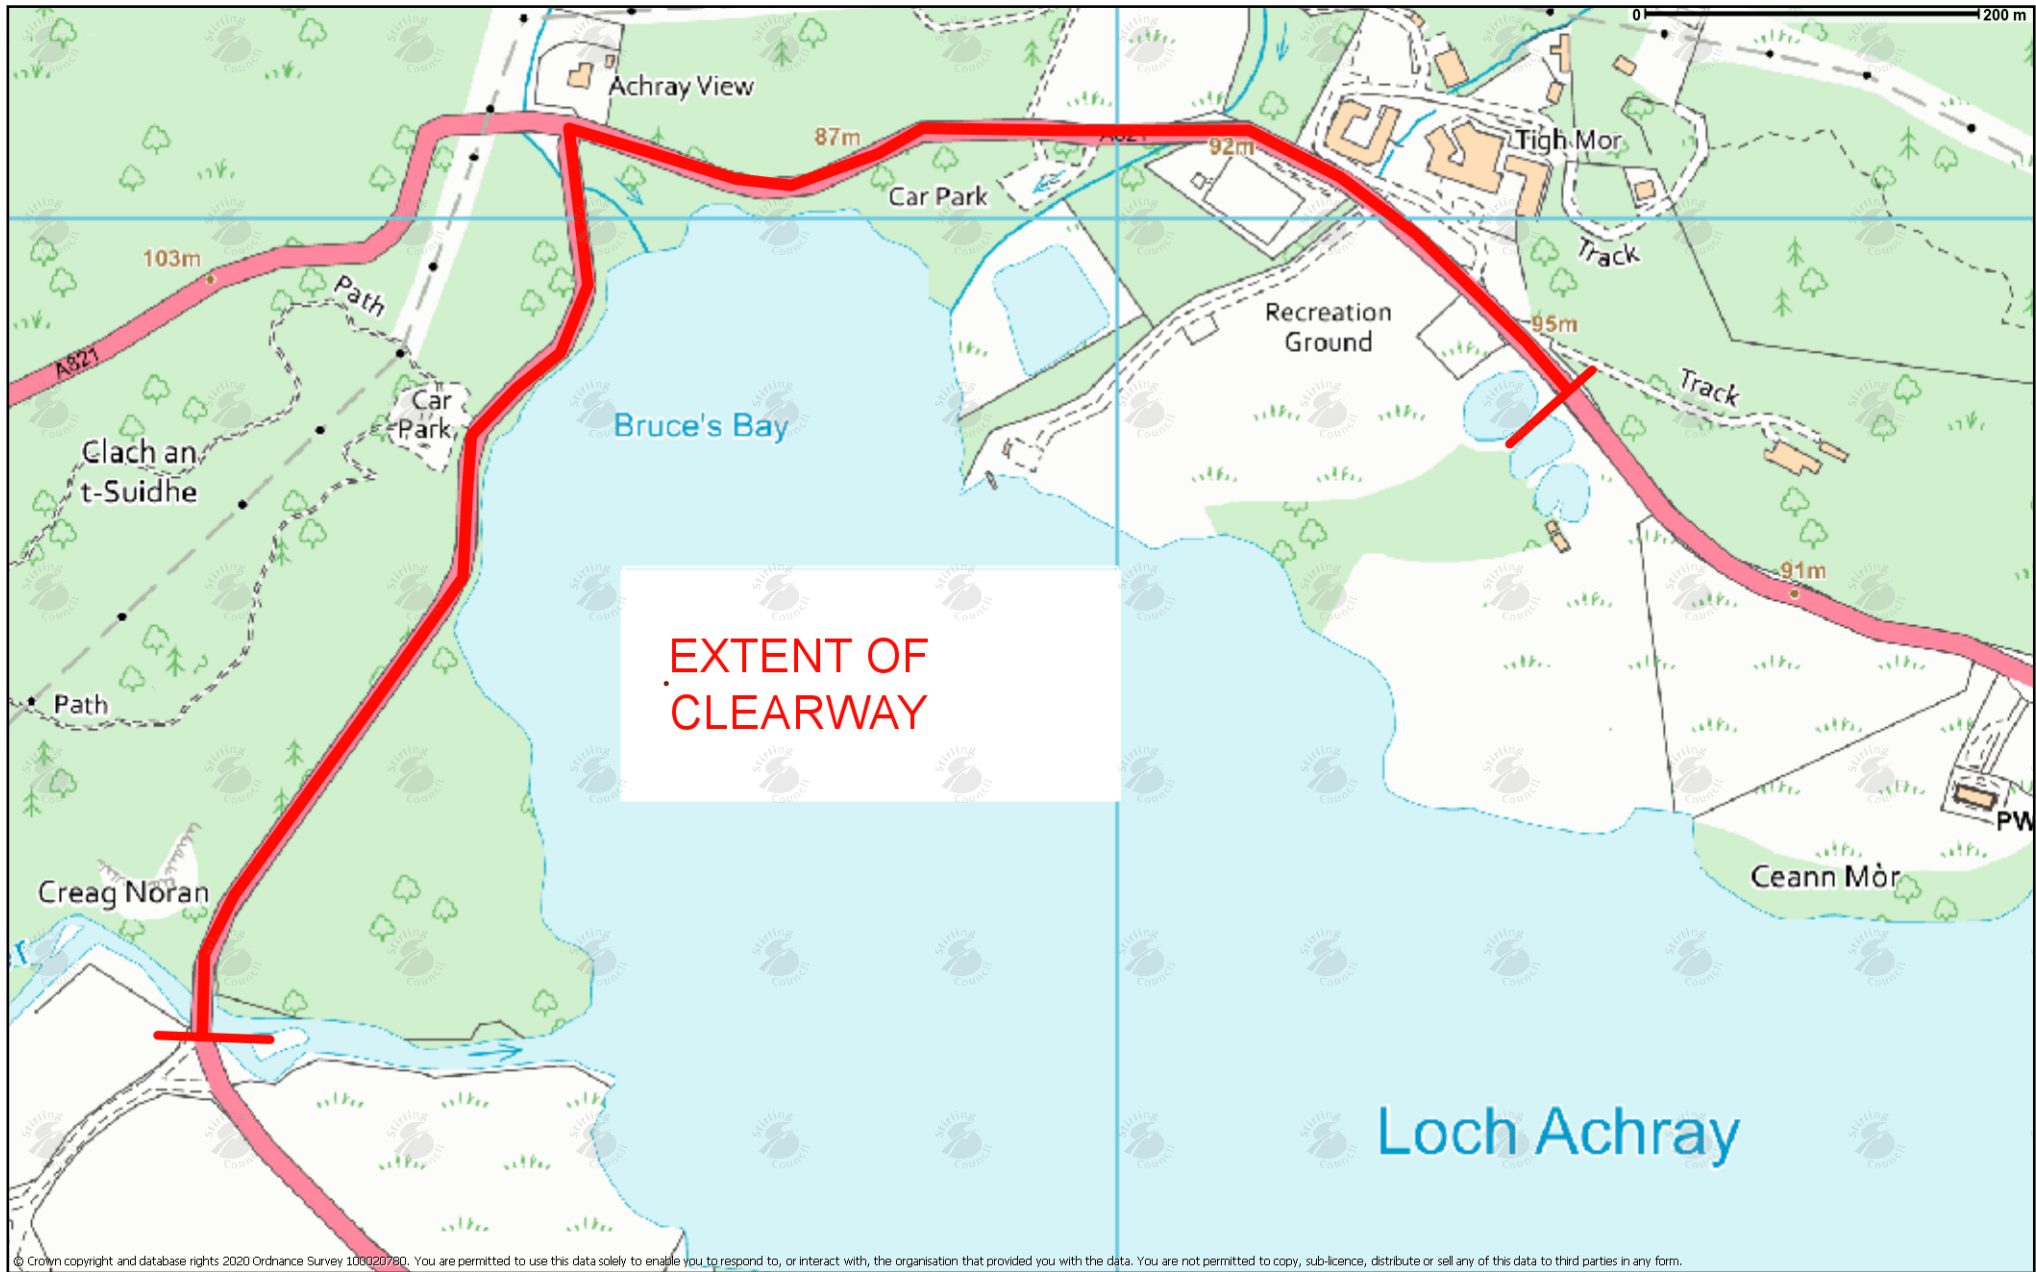 0 200 m
Achray View
87m
A821
92m
Tigh Mor
Car Park
Track
103m
Path
Recreation
Ground
95m
A821
Track
Car
Park
Bruce's Bay
Clach an
t-Suidhe
91m
EXTENT OF
CLEARWAY
Path
PW
Ceann Mòr
Creag Noran
er
Loch Achray
© Crown copyright and database rights 2020 Ordnance Survey 100020780. You are permitted to use this data solely to enable you to respond to, or interact with, the organisation that provided you with the data. You are not permitted to copy, sub-licence, distribute or sell any of this data to third parties in any form.
Stirling
Council